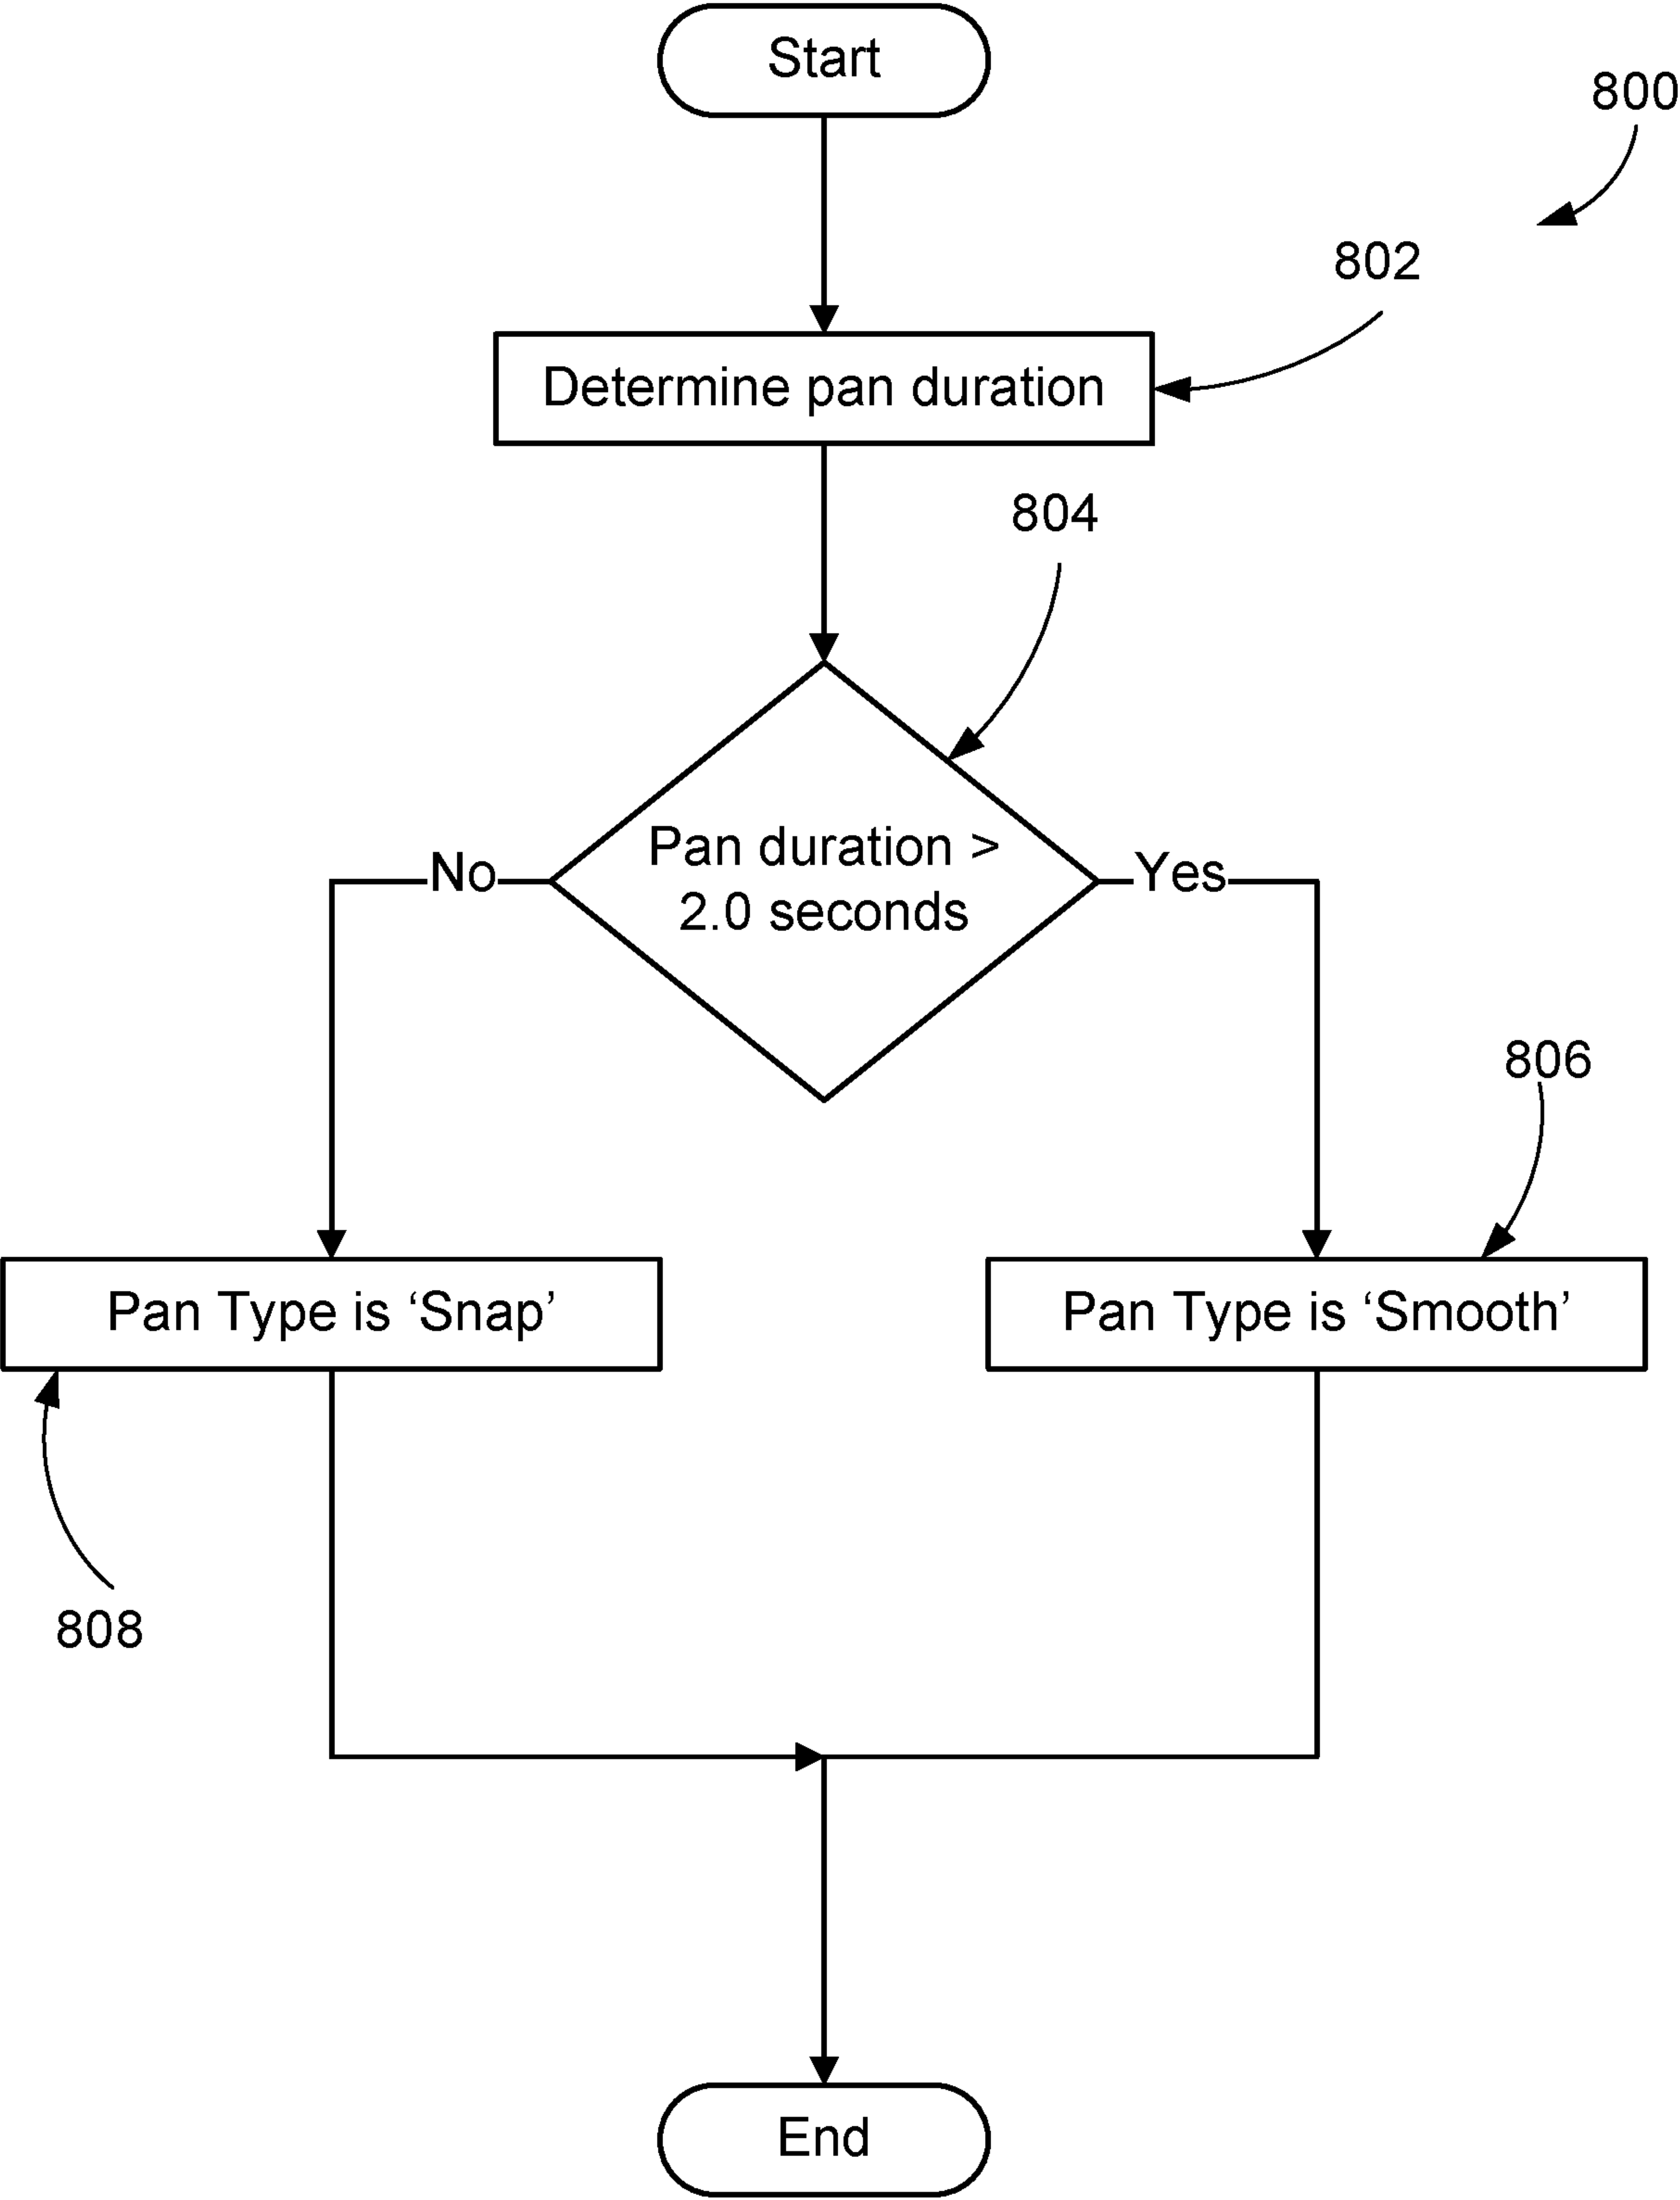 Start
800
802
Determine pan duration
804
Pan duration >
2.0 seconds
No
Yes
806
Pan Type is ‘Snap’
Pan Type is ‘Smooth’
808
End